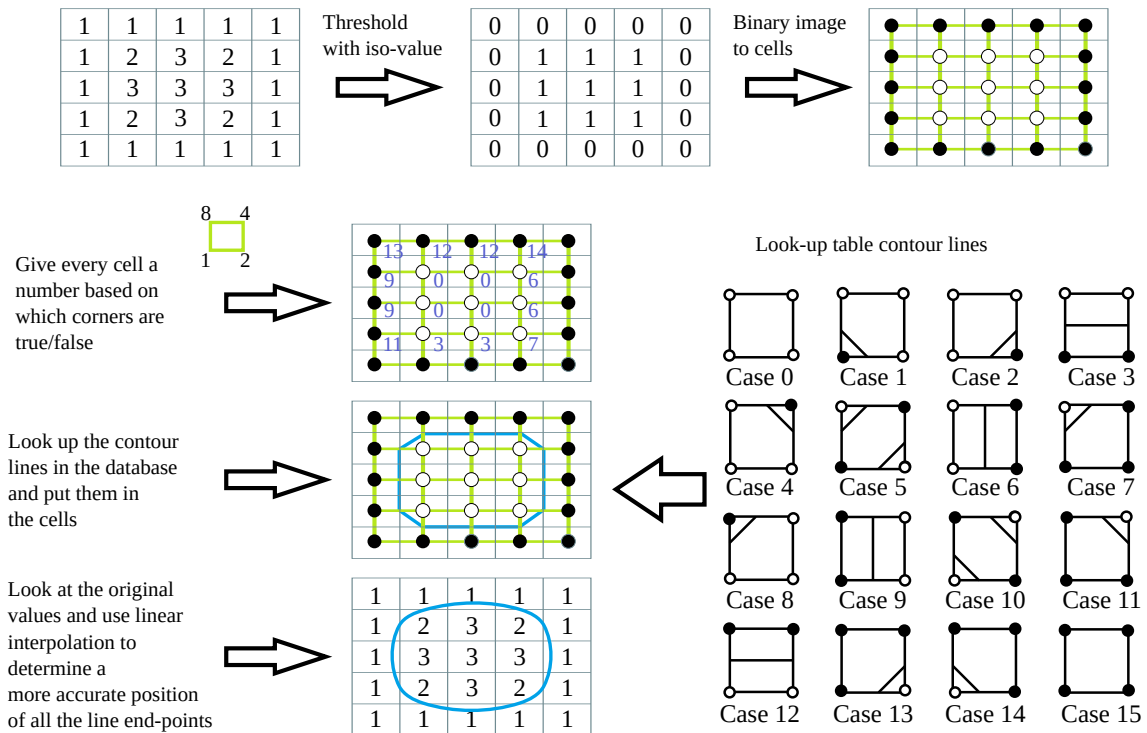 1 1 1 1 1
1 2 3 2 1
1 3 3 3 1
1 2 3 2 1
1 1 1 1 1
Threshold
with iso-value
0 0 0 0 0
0 1 1 1 0
0 1 1 1 0
0 1 1 1 0
0 0 0 0 0
Binary image
to cells
Give every cell a
number based on
which corners are
true/false
8 4
1 2
13 12 12 14
9 0 0 6
9 0 0 6
11 3 3 7
Look up the contour
lines in the database
and put them in
the cells
Look at the original
values and use linear
interpolation to
determine a
more accurate position
of all the line end-points
1 1 1 1 1
1 2 3 2 1
1 3 3 3 1
1 2 3 2 1
1 1 1 1 1
Look-up table contour lines
Case 0 Case 1 Case 2 Case 3
Case 4 Case 5 Case 6 Case 7
Case 8 Case 9 Case 10 Case 11
Case 12 Case 13 Case 14 Case 15